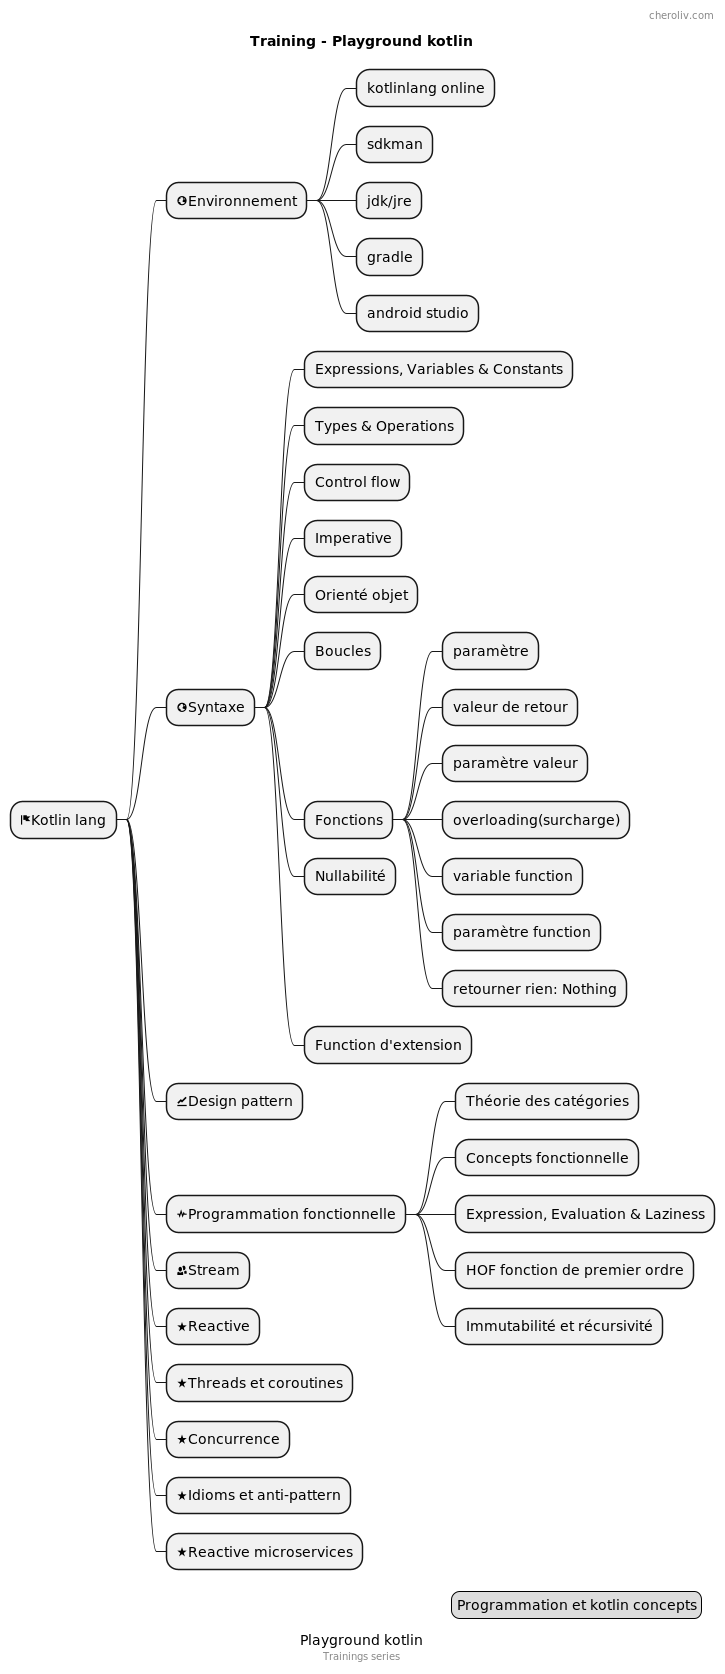 cheroliv.com
Training - Playground kotlin
kotlinlang online
sdkman
Environnement
jdk/jre
gradle
android studio
Expressions, Variables & Constants
Types & Operations
Control flow
Imperative
Orienté objet
Boucles
paramètre
Syntaxe
valeur de retour
paramètre valeur
Kotlin lang
Fonctions
overloading(surcharge)
Nullabilité
variable function
paramètre function
retourner rien: Nothing
Function d'extension
Design pattern
Théorie des catégories
Concepts fonctionnelle
Programmation fonctionnelle
Expression, Evaluation & Laziness
Stream
HOF fonction de premier ordre
Reactive
Immutabilité et récursivité
Threads et coroutines
Concurrence
Idioms et anti-pattern
Reactive microservices
Programmation et kotlin concepts
Playground kotlin
Trainings series